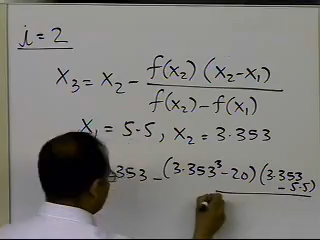 i = 2
x₃ = x₂ - f(x₂) (x₂-x₁)
f(x₂) - f(x₁)
x₁ = 5.5 , x₂ = 3.353
353 - (3.353³ - 20) (3.353
- 5.5)